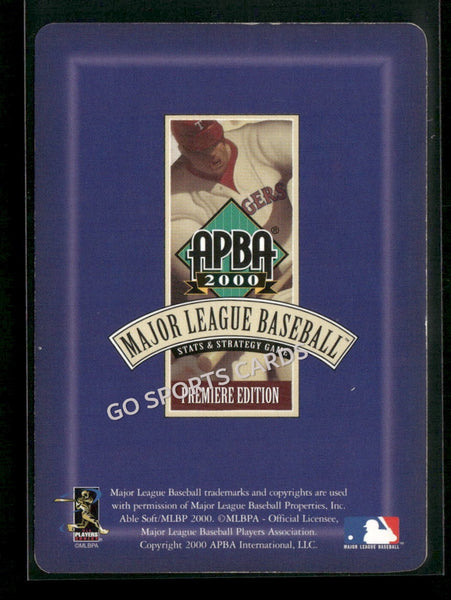 T
GERS
APBA®
2000
MAJOR LEAGUE BASEBALL™
STATS & STRATEGY GAME
GO SPORTS CARDS
PREMIERE EDITION
Major League Baseball trademarks and copyrights are used
with permission of Major League Baseball Properties, Inc.
Able Soft/MLBP 2000. ©MLBPA - Official Licensee,
Major League Baseball Players Association.
Copyright 2000 APBA International, LLC.
PLAYERS
©MLBPA
MAJOR LEAGUE BASEBALL™